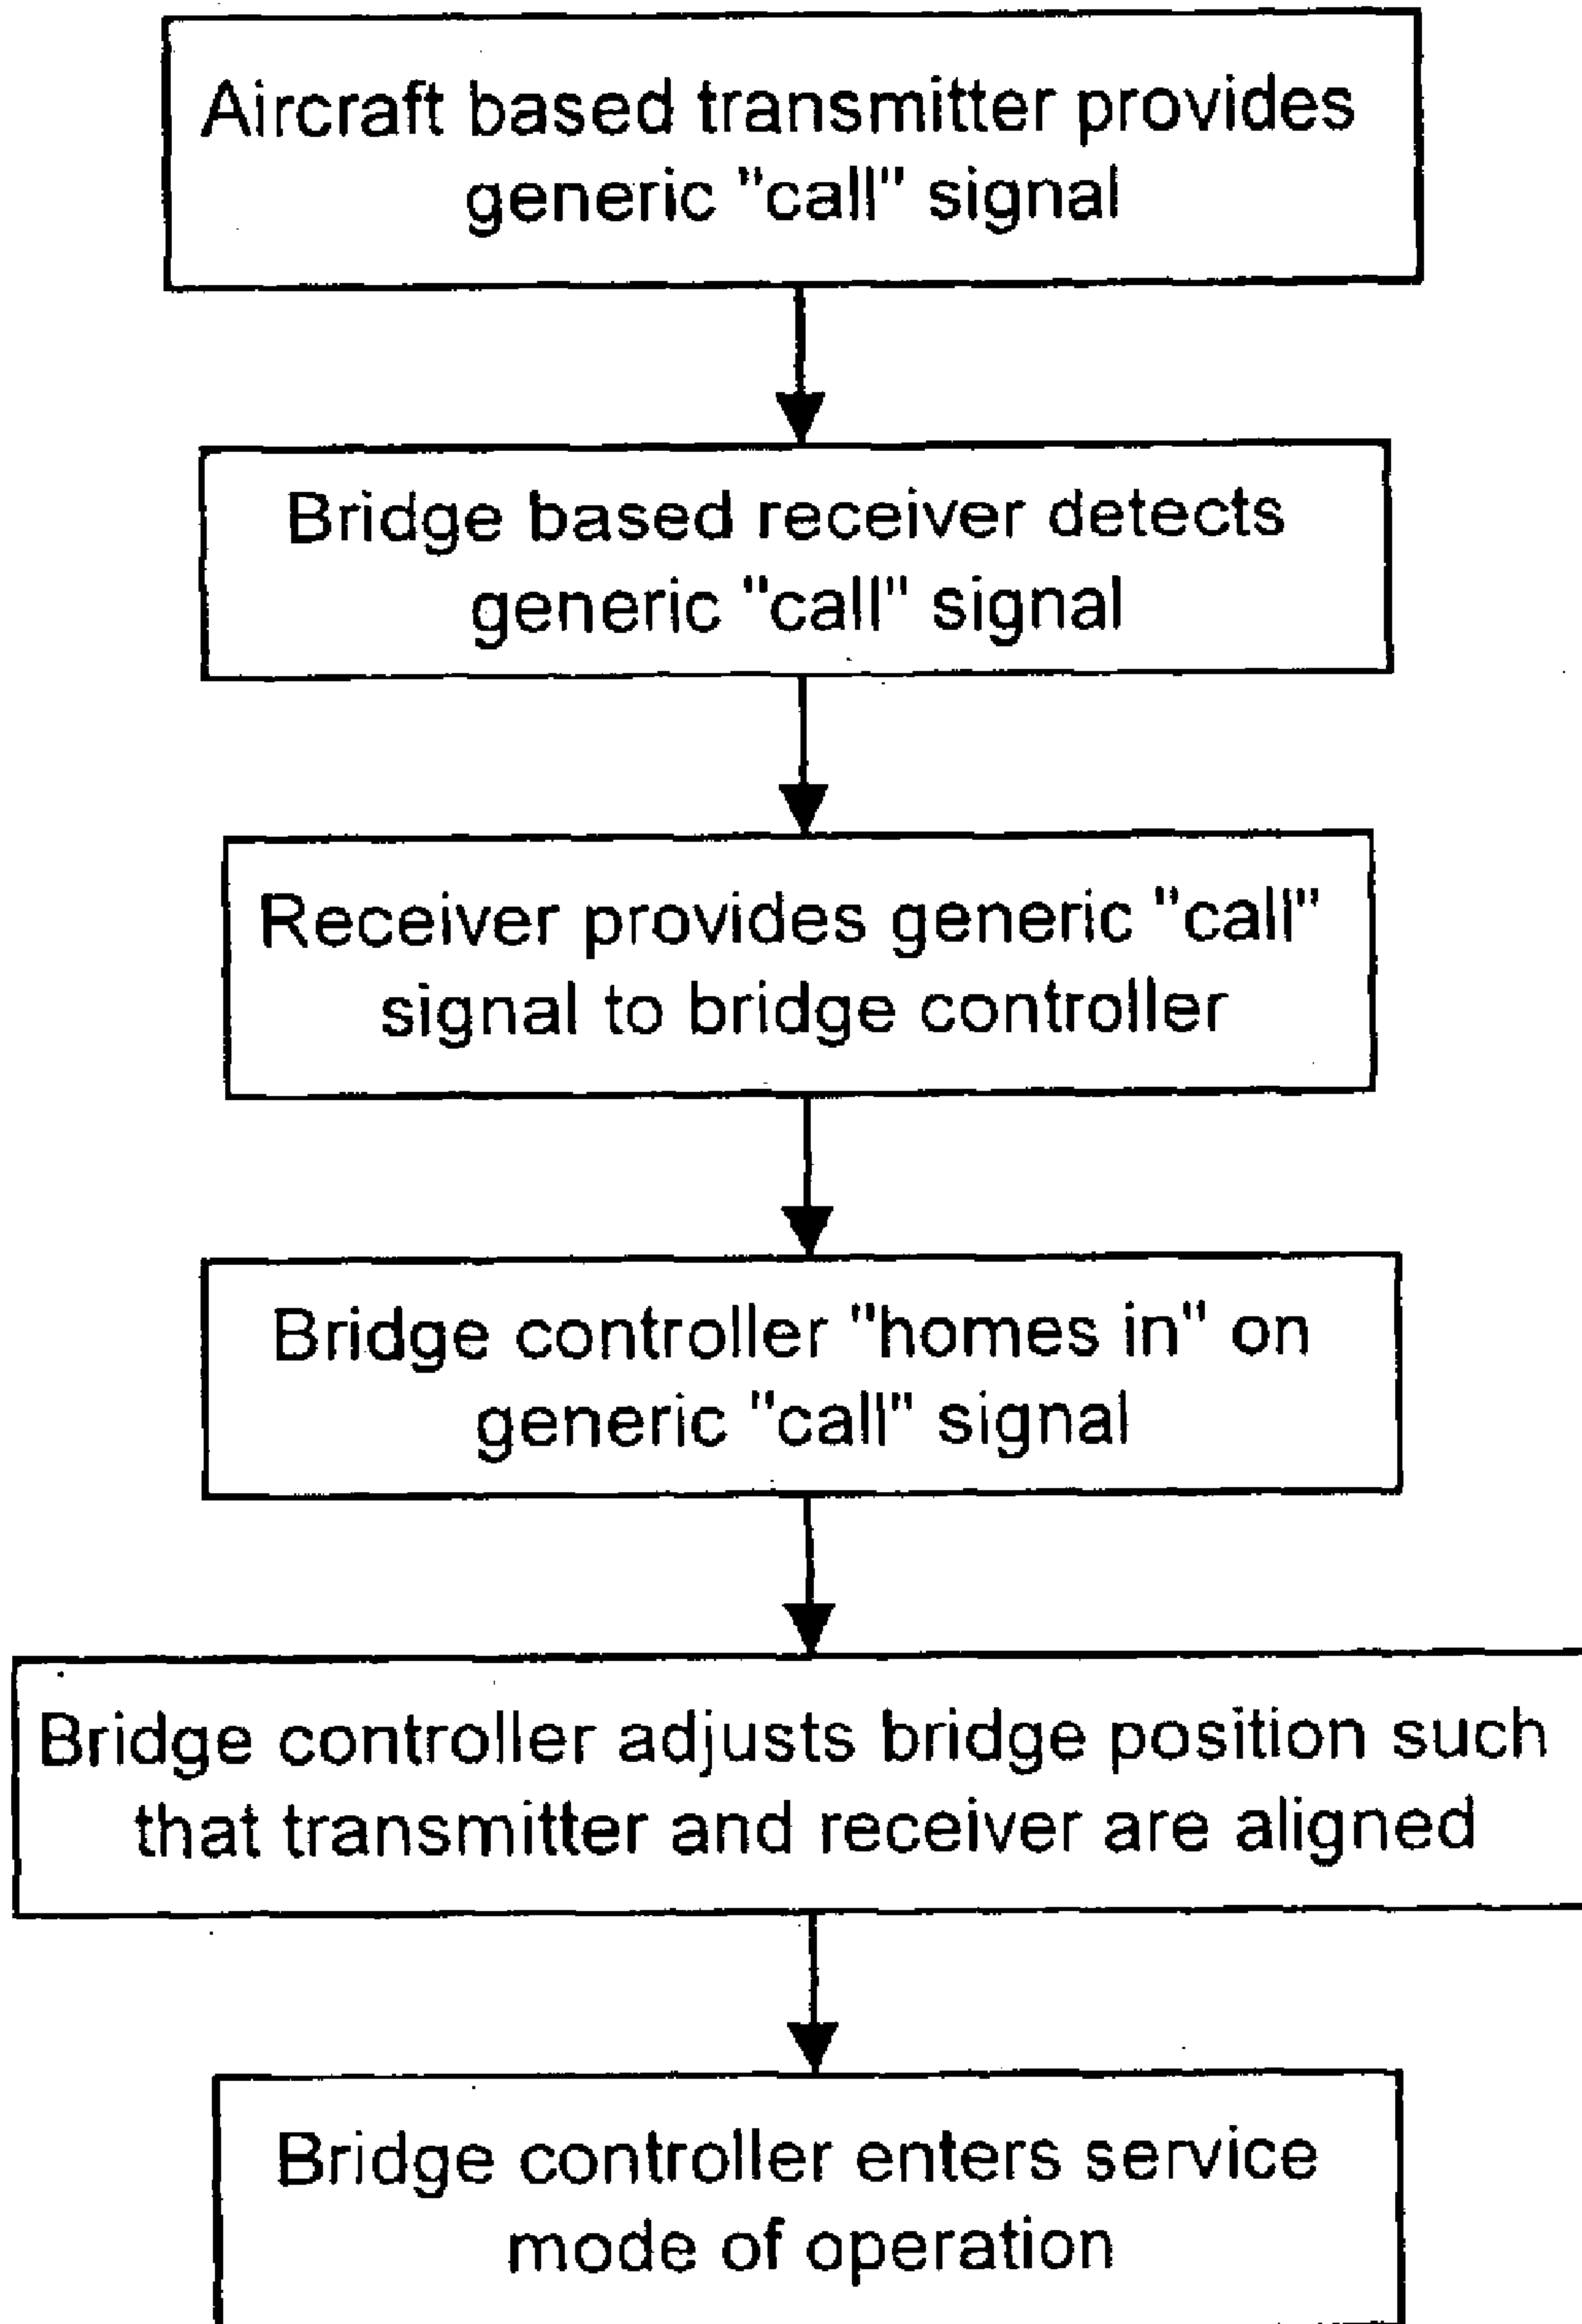 Aircraft based transmitter provides
generic "call" signal
Bridge based receiver detects
generic "call" signal
Receiver provides generic "call"
signal to bridge controller
Bridge controller "homes in" on
generic "call" signal
Bridge controller adjusts bridge position such
that transmitter and receiver are aligned
Bridge controller enters service
mode of operation